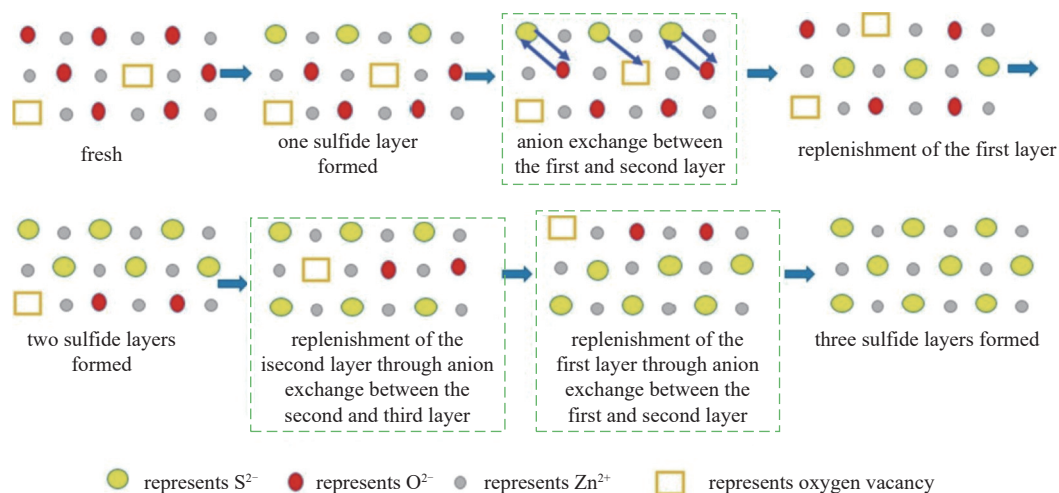 fresh
one sulfide layer
formed
anion exchange between
the first and second layer
replenishment of the first layer
two sulfide layers
formed
replenishment of the
isecond layer through anion
exchange between the
second and third layer
replenishment of the
first layer through anion
exchange between the
first and second layer
three sulfide layers formed
represents S²⁻ represents O²⁻ represents Zn²⁺ represents oxygen vacancy